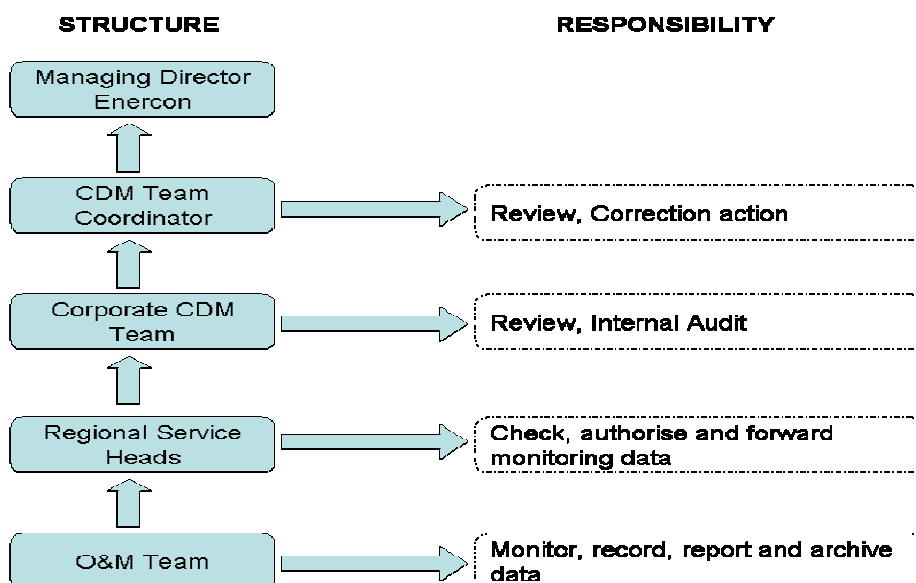 STRUCTURE
RESPONSIBILITY
Managing Director
Enercon
CDM Team
Coordinator
Review, Correction action
Corporate CDM
Team
Review, Internal Audit
Regional Service
Heads
Check, authorise and forward
monitoring data
O&M Team
Monitor, record, report and archive
data